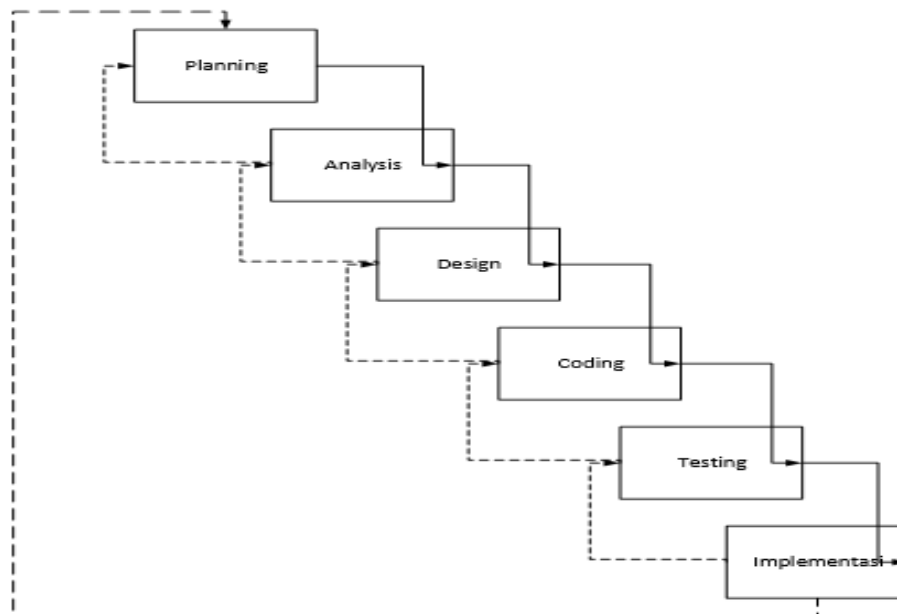 Planning
Analysis
Design
Coding
Testing
Implementasi